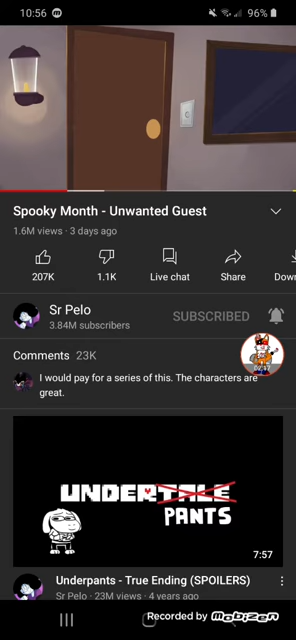 10:56
96%
Spooky Month - Unwanted Guest
1.6M views · 3 days ago
207K
1.1K
Live chat
Share
Down
Sr Pelo
3.84M subscribers
SUBSCRIBED
Comments 23K
I would pay for a series of this. The characters are
great.
UNDERTALE
PANTS
7:57
Underpants - True Ending (SPOILERS)
Sr Pelo · 23M views · 4 years ago
Recorded by mobizen